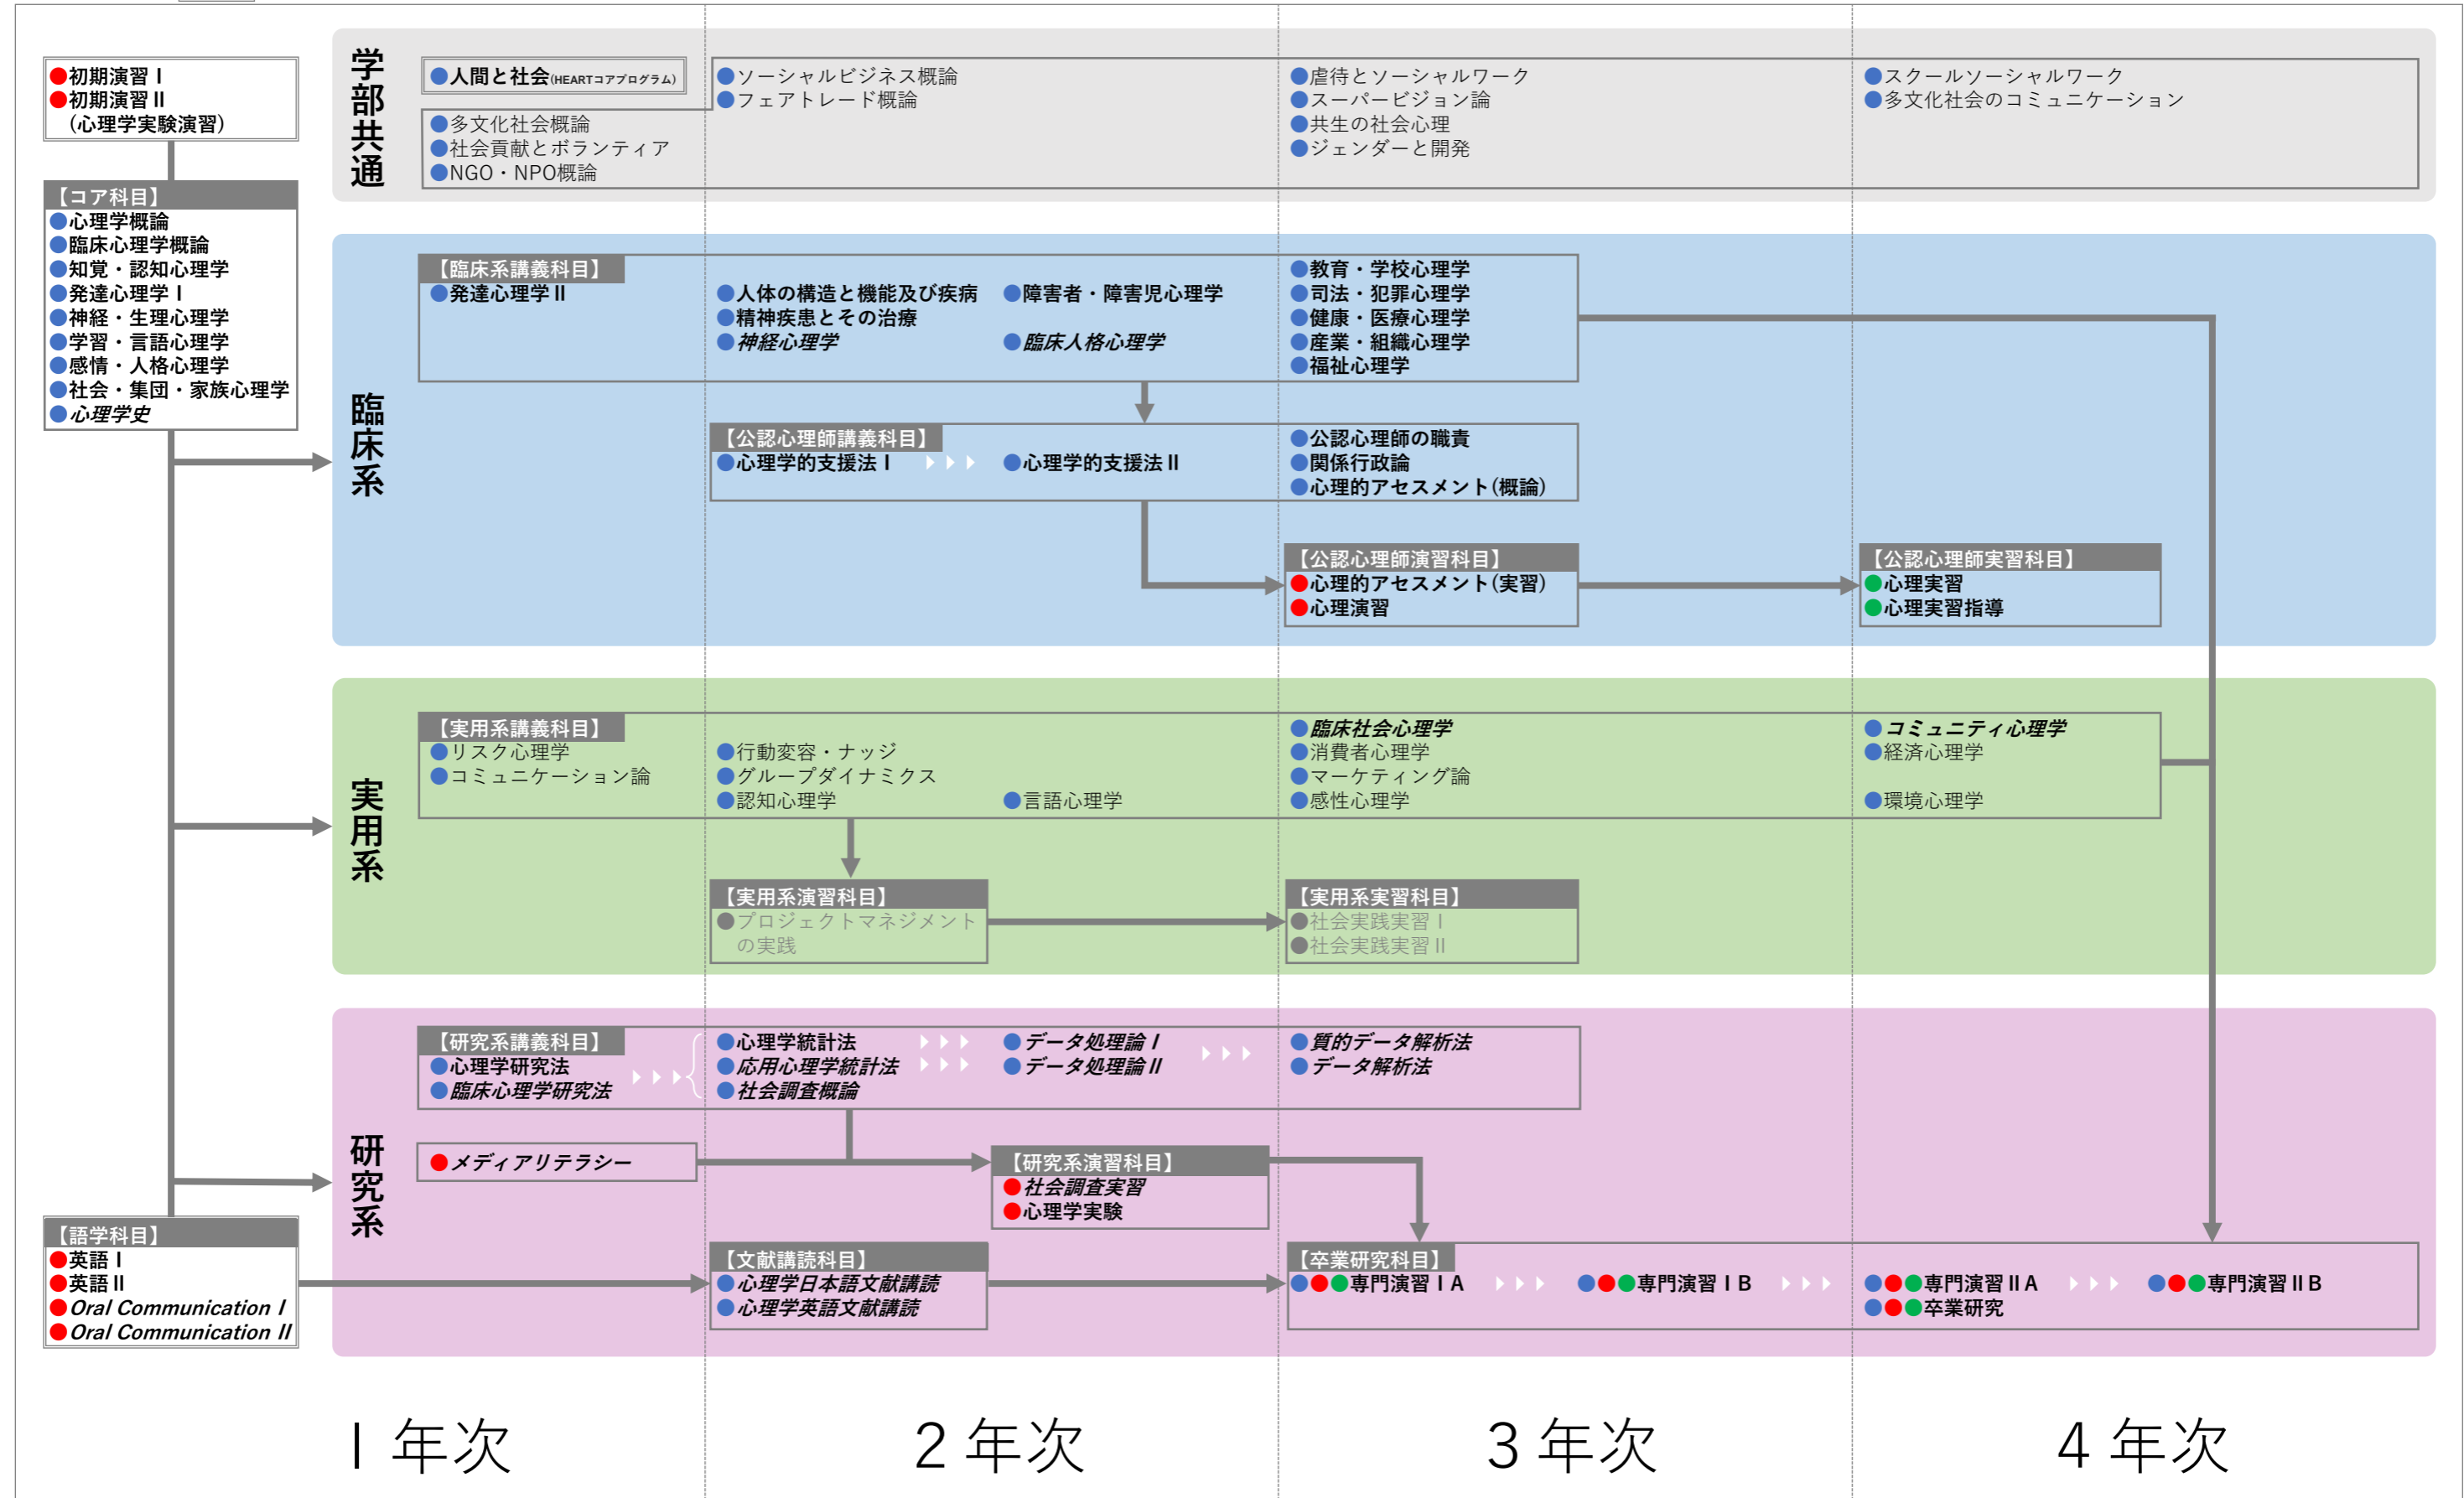 ●初期演習Ⅰ
●初期演習Ⅱ
(心理学実験演習)
【コア科目】
●心理学概論
●臨床心理学概論
●知覚・認知心理学
●発達心理学Ⅰ
●神経・生理心理学
●学習・言語心理学
●感情・人格心理学
●社会・集団・家族心理学
●心理学史
【語学科目】
●英語Ⅰ
●英語Ⅱ
●Oral Communication Ⅰ
●Oral Communication Ⅱ
学部共通
●人間と社会(HEARTコアプログラム)
●多文化社会概論
●社会貢献とボランティア
●NGO・NPO概論
●ソーシャルビジネス概論
●フェアトレード概論
●虐待とソーシャルワーク
●スーパービジョン論
●共生の社会心理
●ジェンダーと開発
●スクールソーシャルワーク
●多文化社会のコミュニケーション
臨床系
【臨床系講義科目】
●発達心理学Ⅱ
●人体の構造と機能及び疾病
●精神疾患とその治療
●神経心理学
●障害者・障害児心理学
●臨床人格心理学
●教育・学校心理学
●司法・犯罪心理学
●健康・医療心理学
●産業・組織心理学
●福祉心理学
【公認心理師講義科目】
●心理学的支援法Ⅰ
●心理学的支援法Ⅱ
●公認心理師の職責
●関係行政論
●心理的アセスメント(概論)
【公認心理師演習科目】
●心理的アセスメント(実習)
●心理演習
【公認心理師実習科目】
●心理実習
●心理実習指導
実用系
【実用系講義科目】
●リスク心理学
●コミュニケーション論
●行動変容・ナッジ
●グループダイナミクス
●認知心理学
●言語心理学
●臨床社会心理学
●消費者心理学
●マーケティング論
●感性心理学
●コミュニティ心理学
●経済心理学
●環境心理学
【実用系演習科目】
●プロジェクトマネジメント
の実践
【実用系実習科目】
●社会実践実習Ⅰ
●社会実践実習Ⅱ
研究系
【研究系講義科目】
●心理学研究法
●臨床心理学研究法
●心理学統計法
●応用心理学統計法
●社会調査概論
●データ処理論Ⅰ
●データ処理論Ⅱ
●質的データ解析法
●データ解析法
●メディアリテラシー
【研究系演習科目】
●社会調査実習
●心理学実験
【文献講読科目】
●心理学日本語文献講読
●心理学英語文献講読
【卒業研究科目】
●●●専門演習ⅠA
●●●専門演習ⅠB
●●●専門演習ⅡA
●●●卒業研究
●●●専門演習ⅡB
1年次
2年次
3年次
4年次